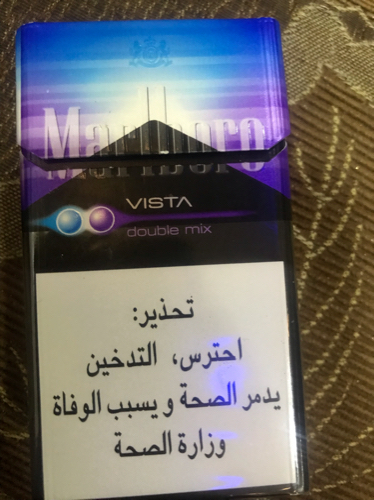 Marlboro
VISTA
double mix
تحذير:
احترس، التدخين
يدمر الصحة و يسبب الوفاة
وزارة الصحة